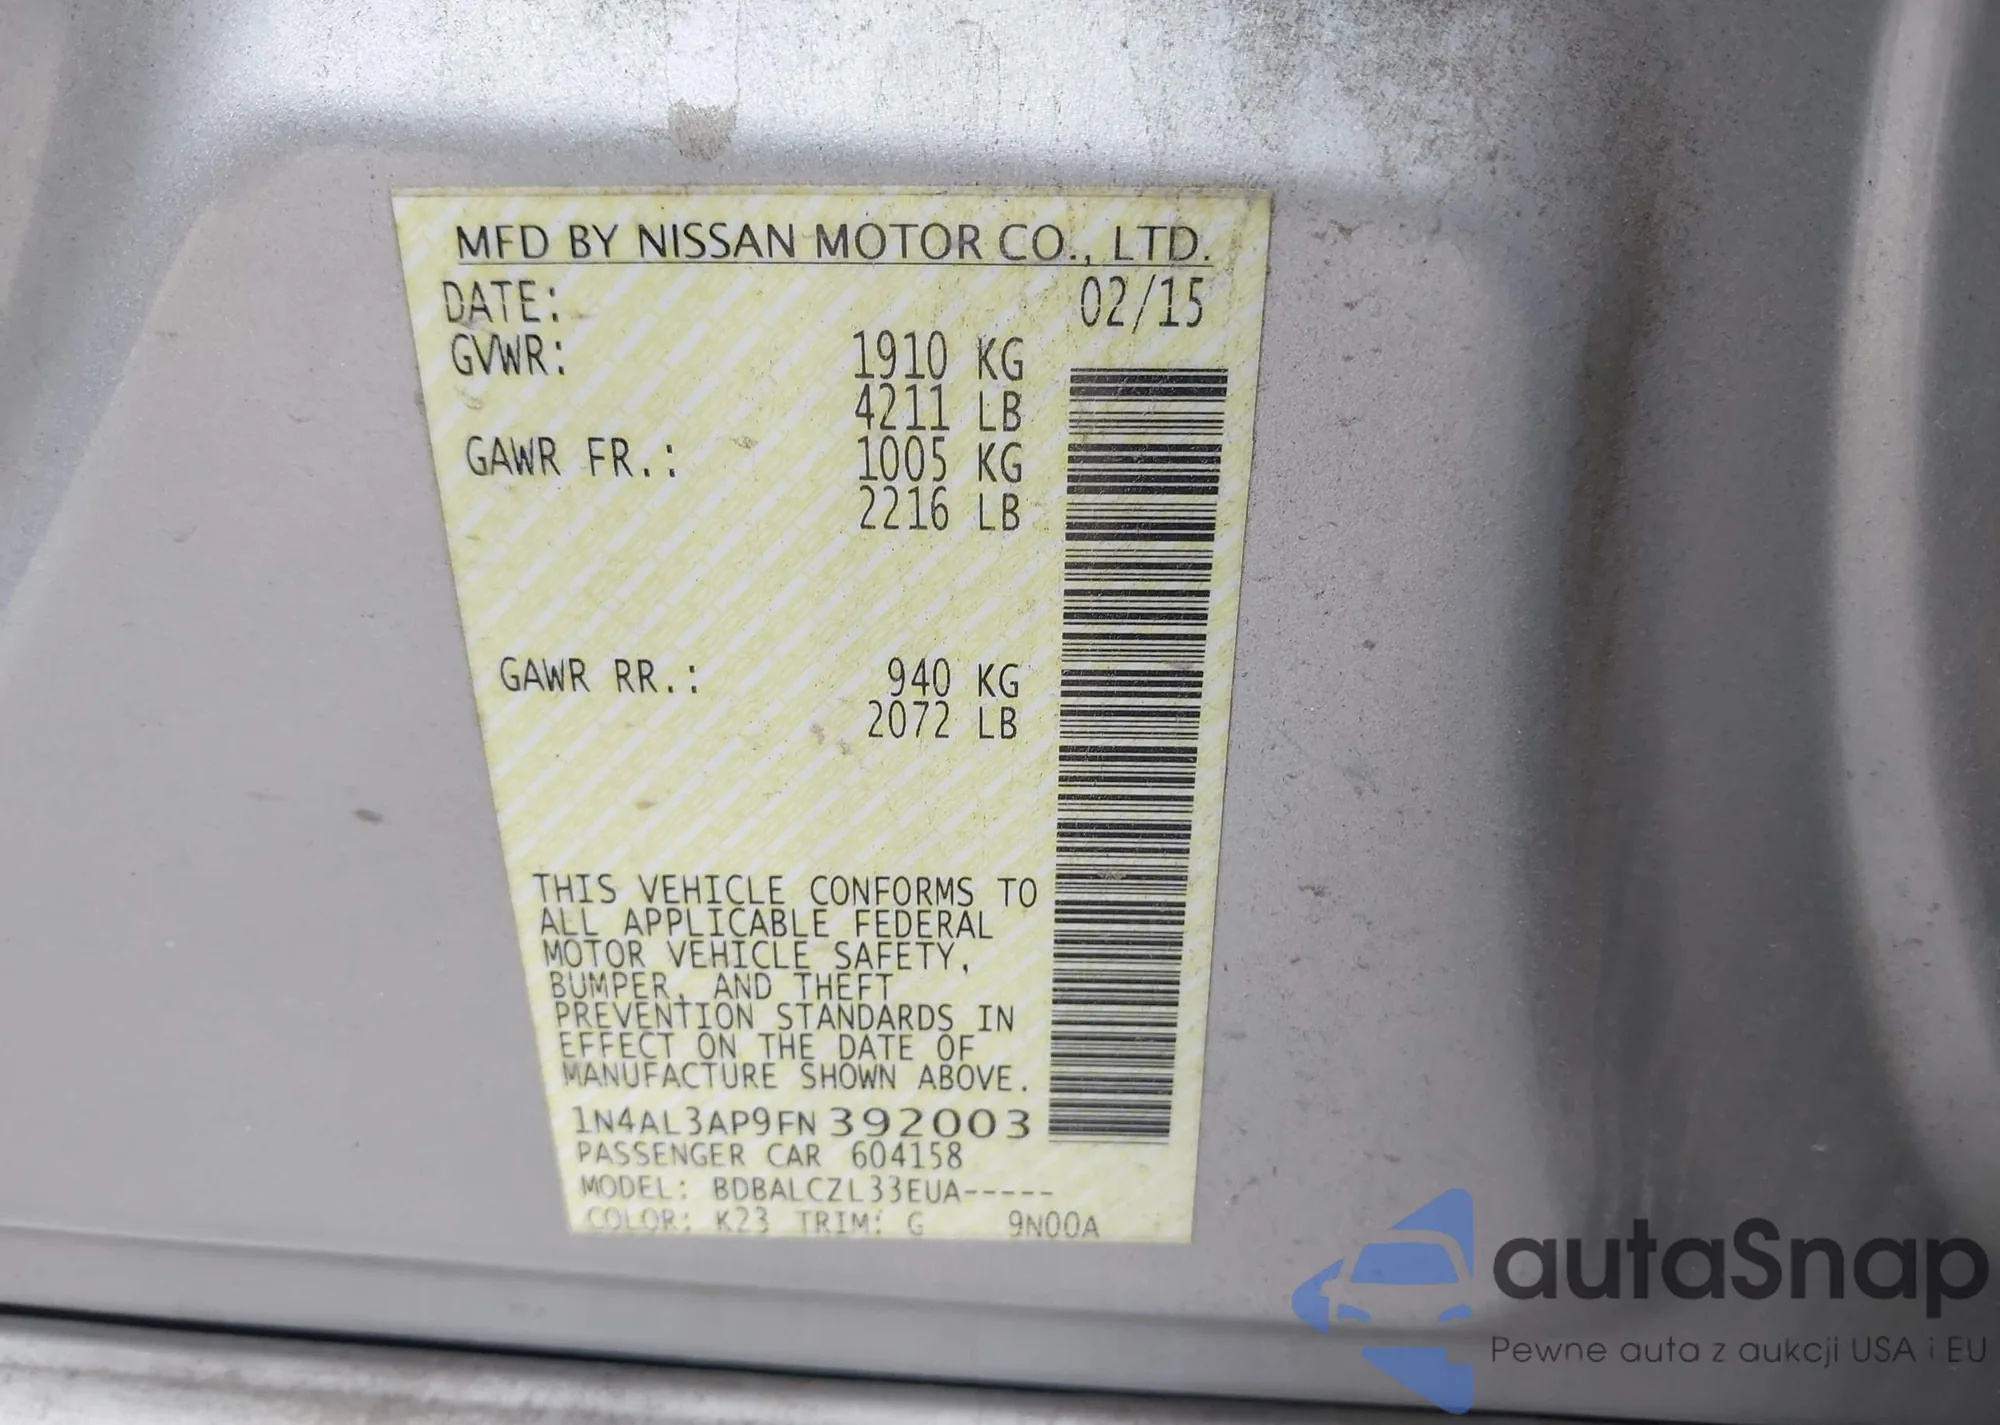 MFD BY NISSAN MOTOR CO., LTD.
DATE: 02/15
GVWR: 1910 KG
4211 LB
GAWR FR.: 1005 KG
2216 LB
GAWR RR.: 940 KG
2072 LB
THIS VEHICLE CONFORMS TO
ALL APPLICABLE FEDERAL
MOTOR VEHICLE SAFETY,
BUMPER, AND THEFT
PREVENTION STANDARDS IN
EFFECT ON THE DATE OF
MANUFACTURE SHOWN ABOVE.
1N4AL3AP9FN392003
PASSENGER CAR 604158
MODEL: BDBALCZL33EUA-----
COLOR: K23 TRIM: G 9N00A
autaSnap
Pewne auta z aukcji USA i EU